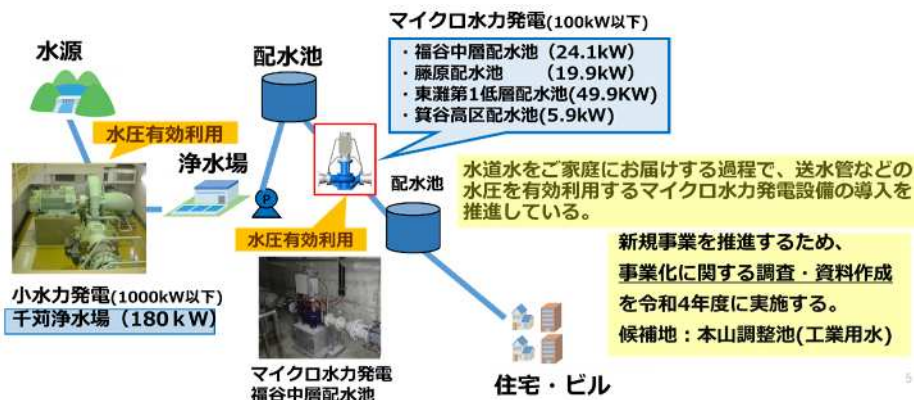 マイクロ水力発電(100kW以下)
・福谷中層配水池（24.1kW）
・藤原配水池　　（19.9kW）
・東灘第1低層配水池(49.9KW)
・箕谷高区配水池(5.9kW)
水源
配水池
水圧有効利用
浄水場
P
配水池
水圧有効利用
水道水をご家庭にお届けする過程で、送水管などの
水圧を有効利用するマイクロ水力発電設備の導入を
推進している。
新規事業を推進するため、
事業化に関する調査・資料作成
を令和4年度に実施する。
候補地：本山調整池(工業用水)
小水力発電(1000kW以下)
千苅浄水場（180ｋW）
マイクロ水力発電
福谷中層配水池
住宅・ビル
5